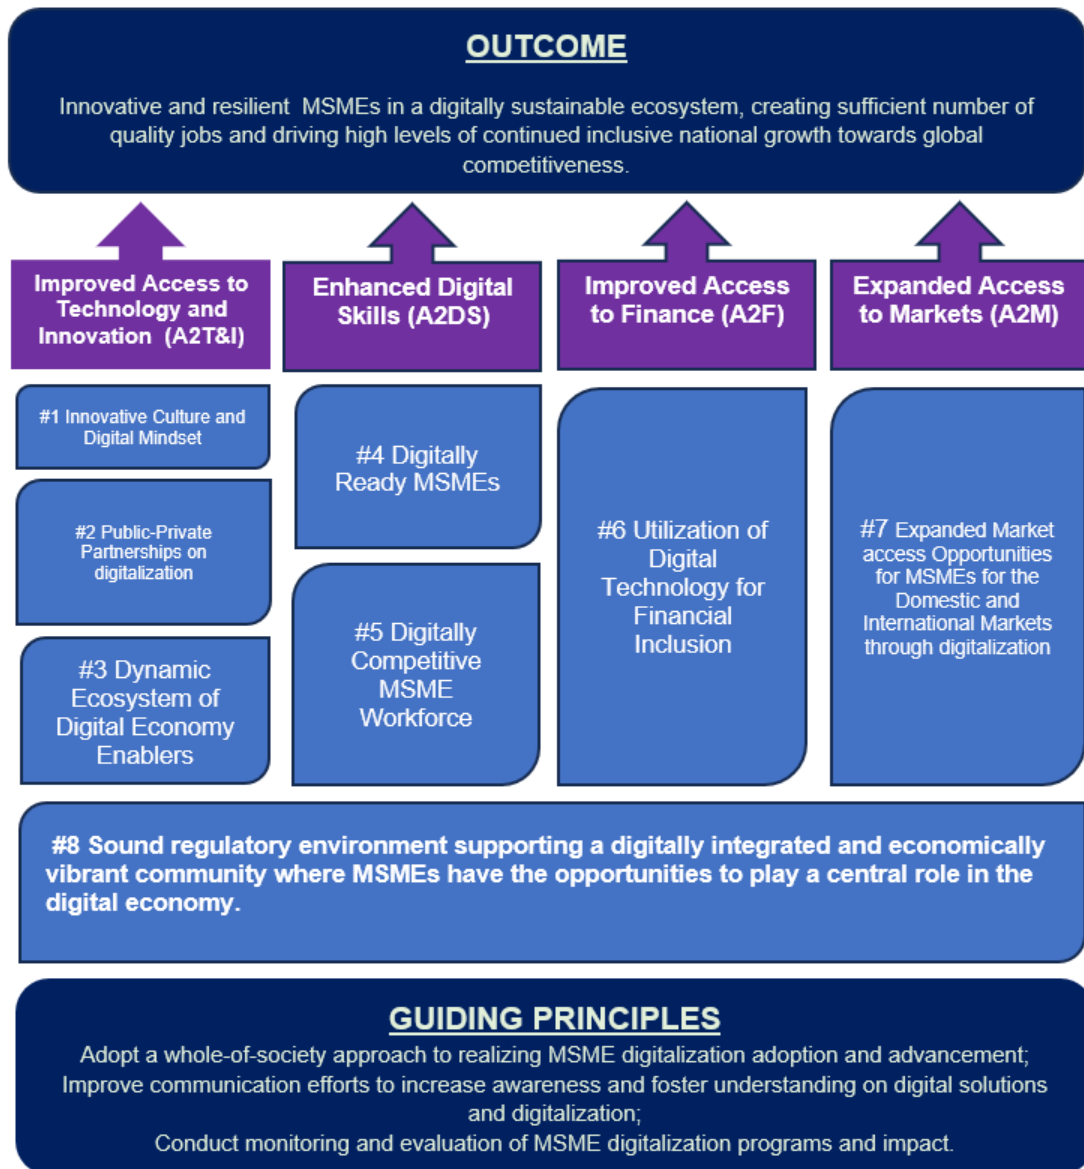 OUTCOME
Innovative and resilient MSMEs in a digitally sustainable ecosystem, creating sufficient number of
quality jobs and driving high levels of continued inclusive national growth towards global
competitiveness.
Improved Access to
Technology and
Innovation (A2T&I)
Enhanced Digital
Skills (A2DS)
Improved Access
to Finance (A2F)
Expanded Access
to Markets (A2M)
#1 Innovative Culture and
Digital Mindset
#2 Public-Private
Partnerships on
digitalization
#3 Dynamic
Ecosystem of
Digital Economy
Enablers
#4 Digitally
Ready MSMEs
#5 Digitally
Competitive
MSME
Workforce
#6 Utilization of
Digital
Technology for
Financial
Inclusion
#7 Expanded Market
access Opportunities
for MSMEs for the
Domestic and
International Markets
through digitalization
#8 Sound regulatory environment supporting a digitally integrated and economically
vibrant community where MSMEs have the opportunities to play a central role in the
digital economy.
GUIDING PRINCIPLES
Adopt a whole-of-society approach to realizing MSME digitalization adoption and advancement;
Improve communication efforts to increase awareness and foster understanding on digital solutions
and digitalization;
Conduct monitoring and evaluation of MSME digitalization programs and impact.